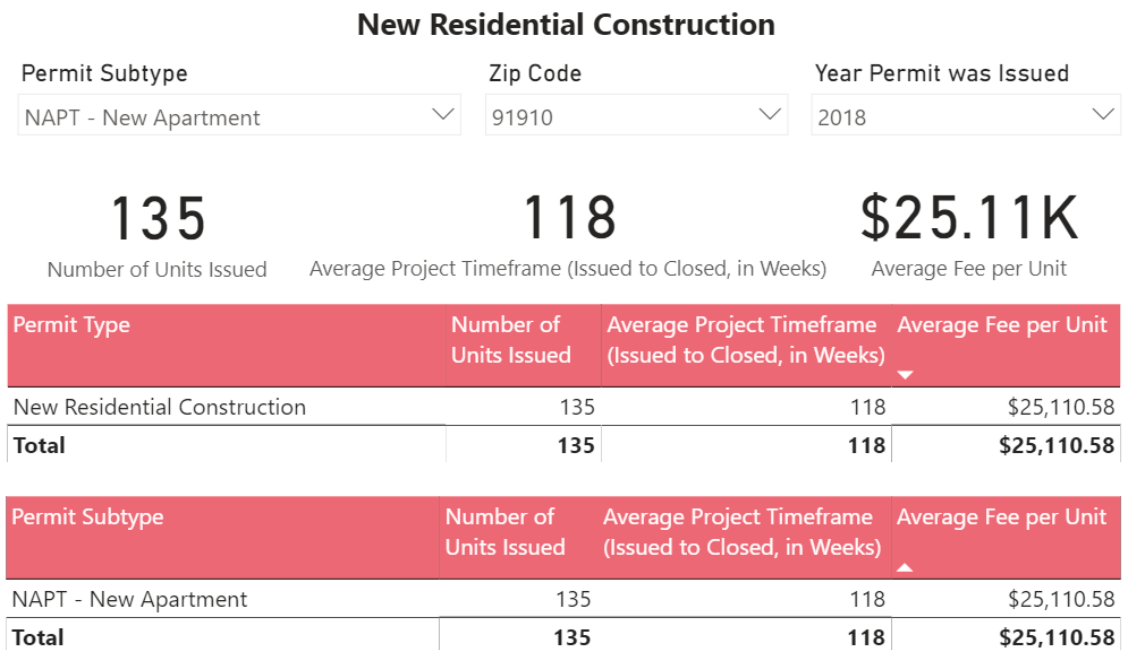 New Residential Construction
Permit Subtype Zip Code Year Permit was Issued
NAPT - New Apartment 91910 2018
135 118 $25.11K
Number of Units Issued Average Project Timeframe (Issued to Closed, in Weeks) Average Fee per Unit
Permit Type Number of Average Project Timeframe Average Fee per Unit
Units Issued (Issued to Closed, in Weeks)
New Residential Construction 135 118 $25,110.58
Total 135 118 $25,110.58
Permit Subtype Number of Average Project Timeframe Average Fee per Unit
Units Issued (Issued to Closed, in Weeks)
NAPT - New Apartment 135 118 $25,110.58
Total 135 118 $25,110.58